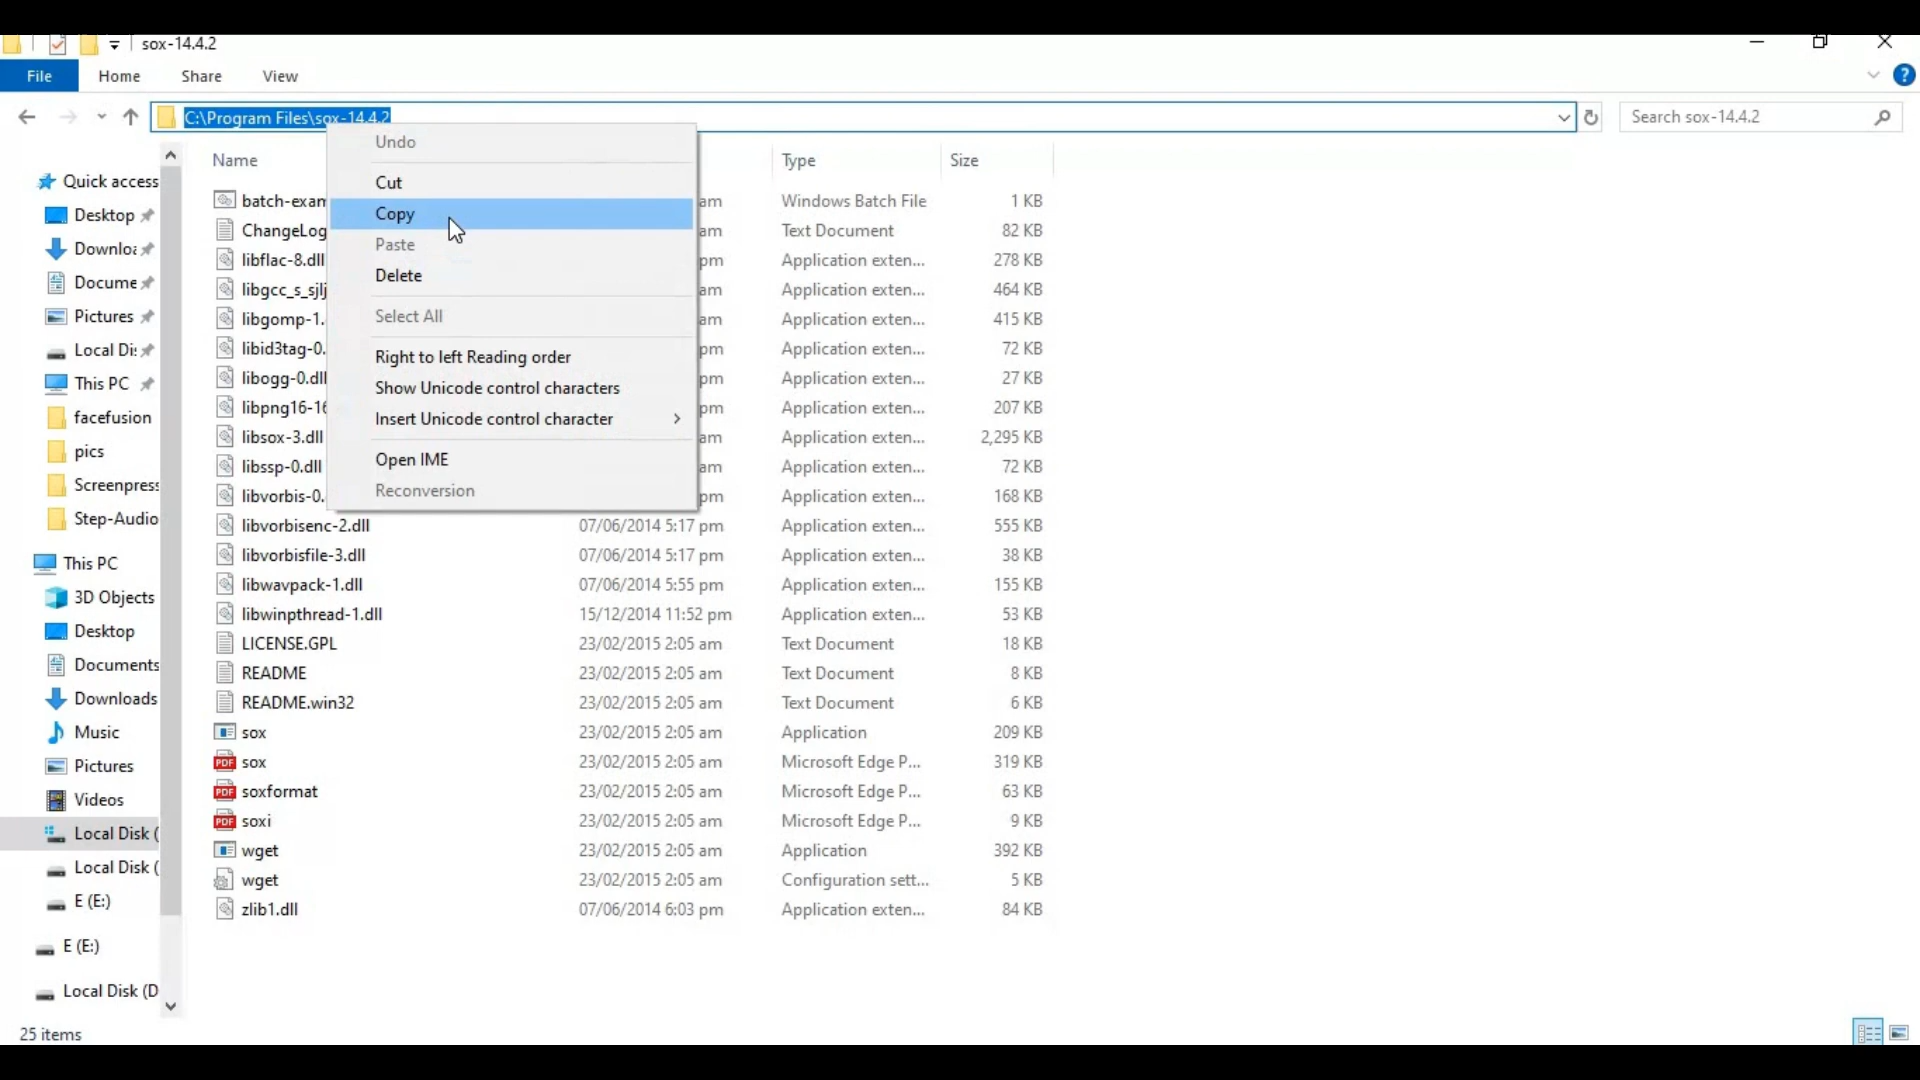 sox-14.4.2
File Home Share View
C:\Program Files\sox-14.4.2
Search sox-14.4.2
Name Type Size
Quick access
Desktop
Downloa
Docume
Pictures
Local Dis
This PC
facefusion
pics
Screenpress
Step-Audio
This PC
3D Objects
Desktop
Documents
Downloads
Music
Pictures
Videos
Local Disk (
Local Disk (
E (E:)
E (E:)
Local Disk (D
Undo
Cut
Copy
Paste
Delete
Select All
Right to left Reading order
Show Unicode control characters
Insert Unicode control character
Open IME
Reconversion
batch-exam am Windows Batch File 1 KB
ChangeLog am Text Document 82 KB
libflac-8.dll pm Application exten... 278 KB
libgcc_s_sjlj am Application exten... 464 KB
libgomp-1. am Application exten... 415 KB
libid3tag-0. pm Application exten... 72 KB
libogg-0.dll pm Application exten... 27 KB
libpng16-16 pm Application exten... 207 KB
libsox-3.dll am Application exten... 2,295 KB
libssp-0.dll am Application exten... 72 KB
libvorbis-0. pm Application exten... 168 KB
libvorbisenc-2.dll 07/06/2014 5:17 pm Application exten... 555 KB
libvorbisfile-3.dll 07/06/2014 5:17 pm Application exten... 38 KB
libwavpack-1.dll 07/06/2014 5:55 pm Application exten... 155 KB
libwinpthread-1.dll 15/12/2014 11:52 pm Application exten... 53 KB
LICENSE.GPL 23/02/2015 2:05 am Text Document 18 KB
README 23/02/2015 2:05 am Text Document 8 KB
README.win32 23/02/2015 2:05 am Text Document 6 KB
sox 23/02/2015 2:05 am Application 209 KB
PDF sox 23/02/2015 2:05 am Microsoft Edge P... 319 KB
PDF soxformat 23/02/2015 2:05 am Microsoft Edge P... 63 KB
PDF soxi 23/02/2015 2:05 am Microsoft Edge P... 9 KB
wget 23/02/2015 2:05 am Application 392 KB
wget 23/02/2015 2:05 am Configuration sett... 5 KB
zlib1.dll 07/06/2014 6:03 pm Application exten... 84 KB
25 items